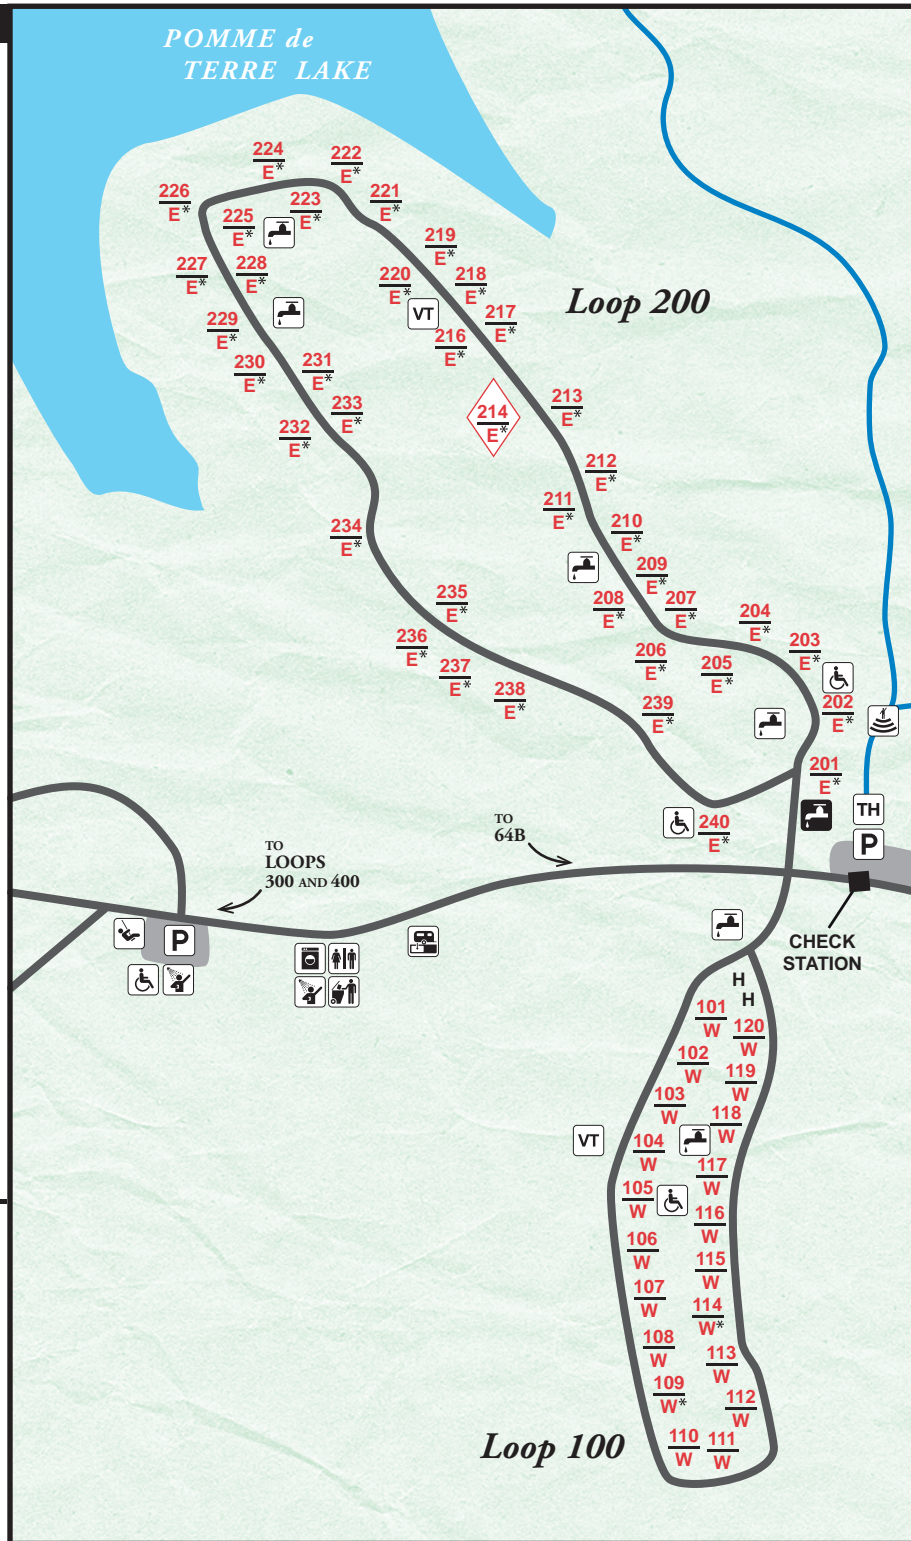 POMME de
TERRE LAKE
224
E*
222
E*
226
E*
225
E*
223
E*
221
E*
219
E*
227
E*
228
E*
220
E*
218
E*
Loop 200
VT
217
E*
229
E*
216
E*
230
E*
231
E*
233
E*
213
E*
214
E*
232
E*
212
E*
211
E*
234
E*
210
E*
209
E*
235
E*
208
E*
207
E*
204
E*
236
E*
203
E*
206
E*
205
E*
237
E*
238
E*
239
E*
202
E*
201
E*
TH
240
E*
P
TO
64B
TO
LOOPS
300 AND 400
P
CHECK
STATION
H
H
101
W
120
W
102
W
119
W
103
W
118
W
VT
104
W
117
W
105
W
116
W
106
W
115
W
107
W
114
W*
108
W
113
W
109
W*
112
W
110
W
111
W
Loop 100